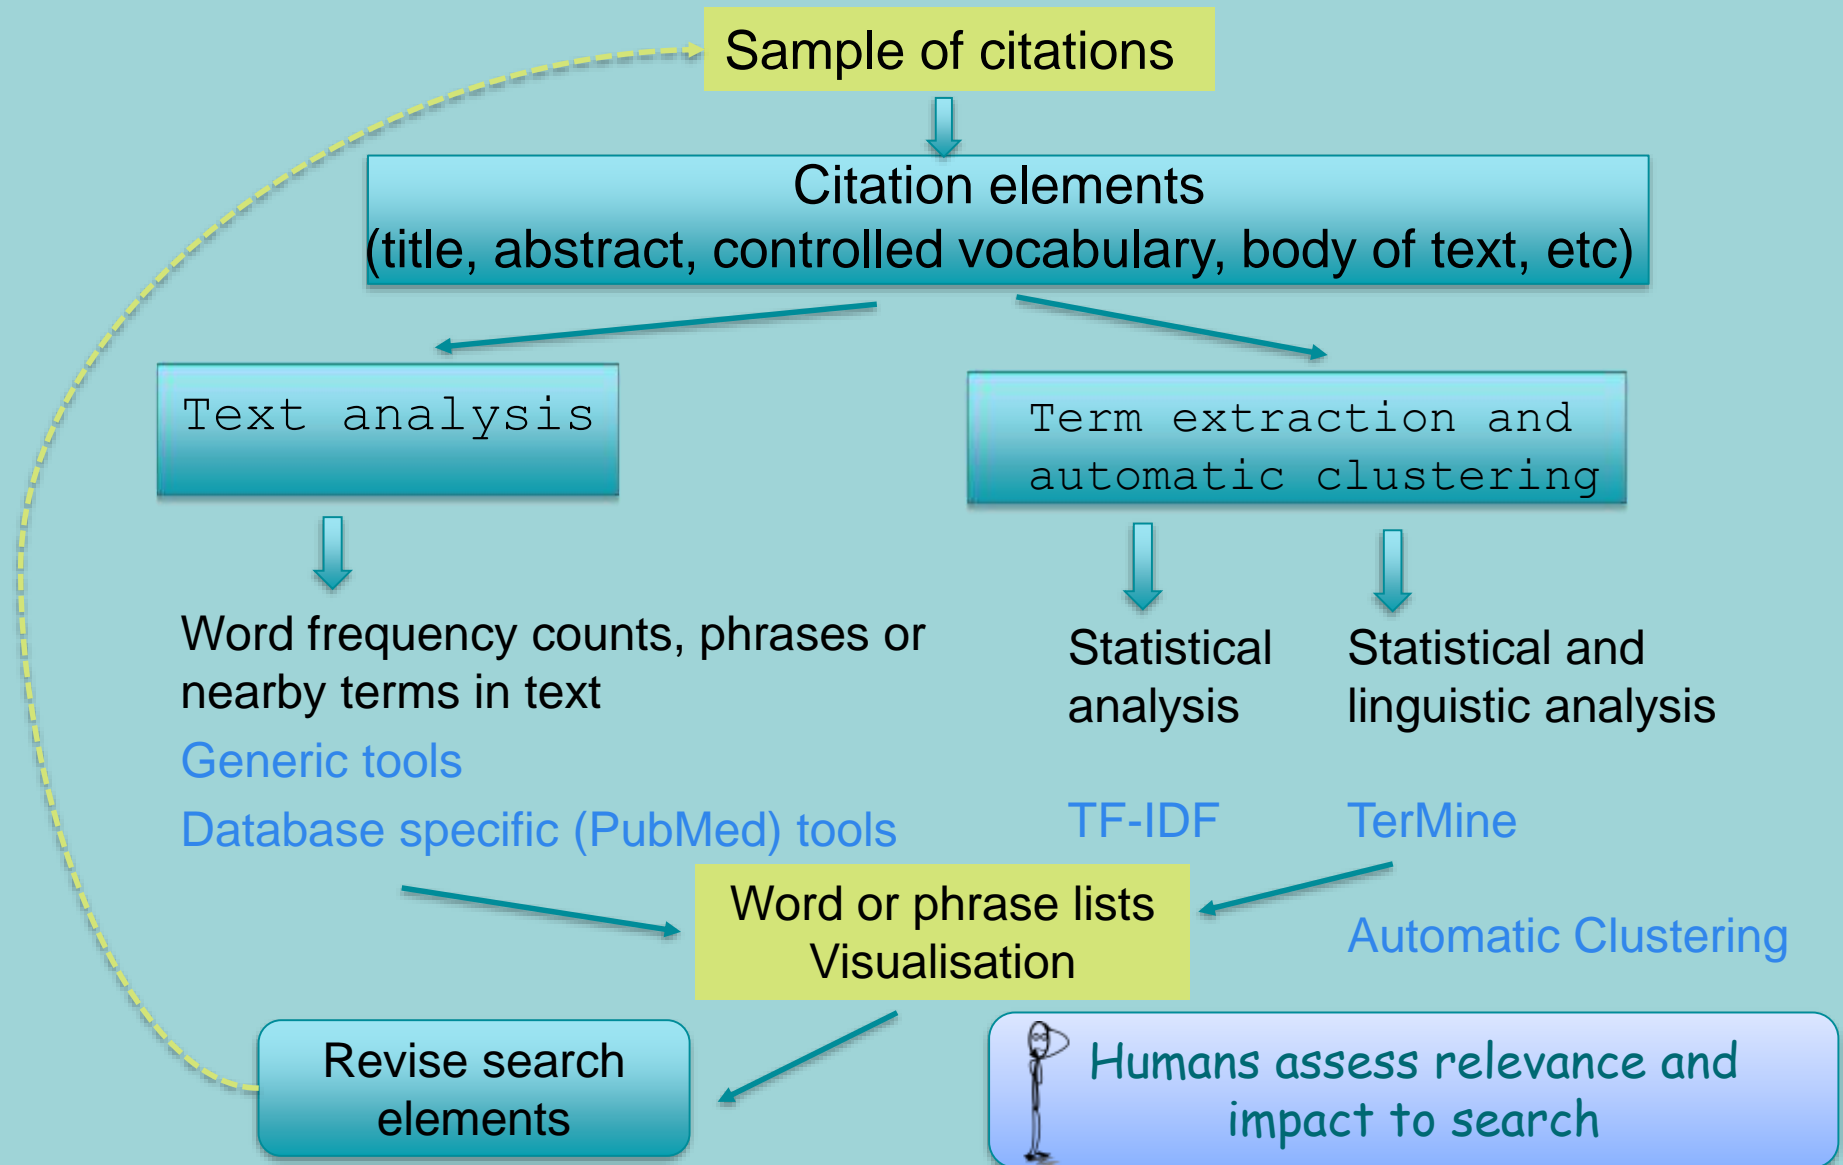 Sample of citations
Citation elements
(title, abstract, controlled vocabulary, body of text, etc)
Text analysis
Term extraction and
automatic clustering
Word frequency counts, phrases or
nearby terms in text
Generic tools
Database specific (PubMed) tools
Statistical
analysis
TF-IDF
Statistical and
linguistic analysis
TerMine
Automatic Clustering
Word or phrase lists
Visualisation
Revise search
elements
Humans assess relevance and
impact to search